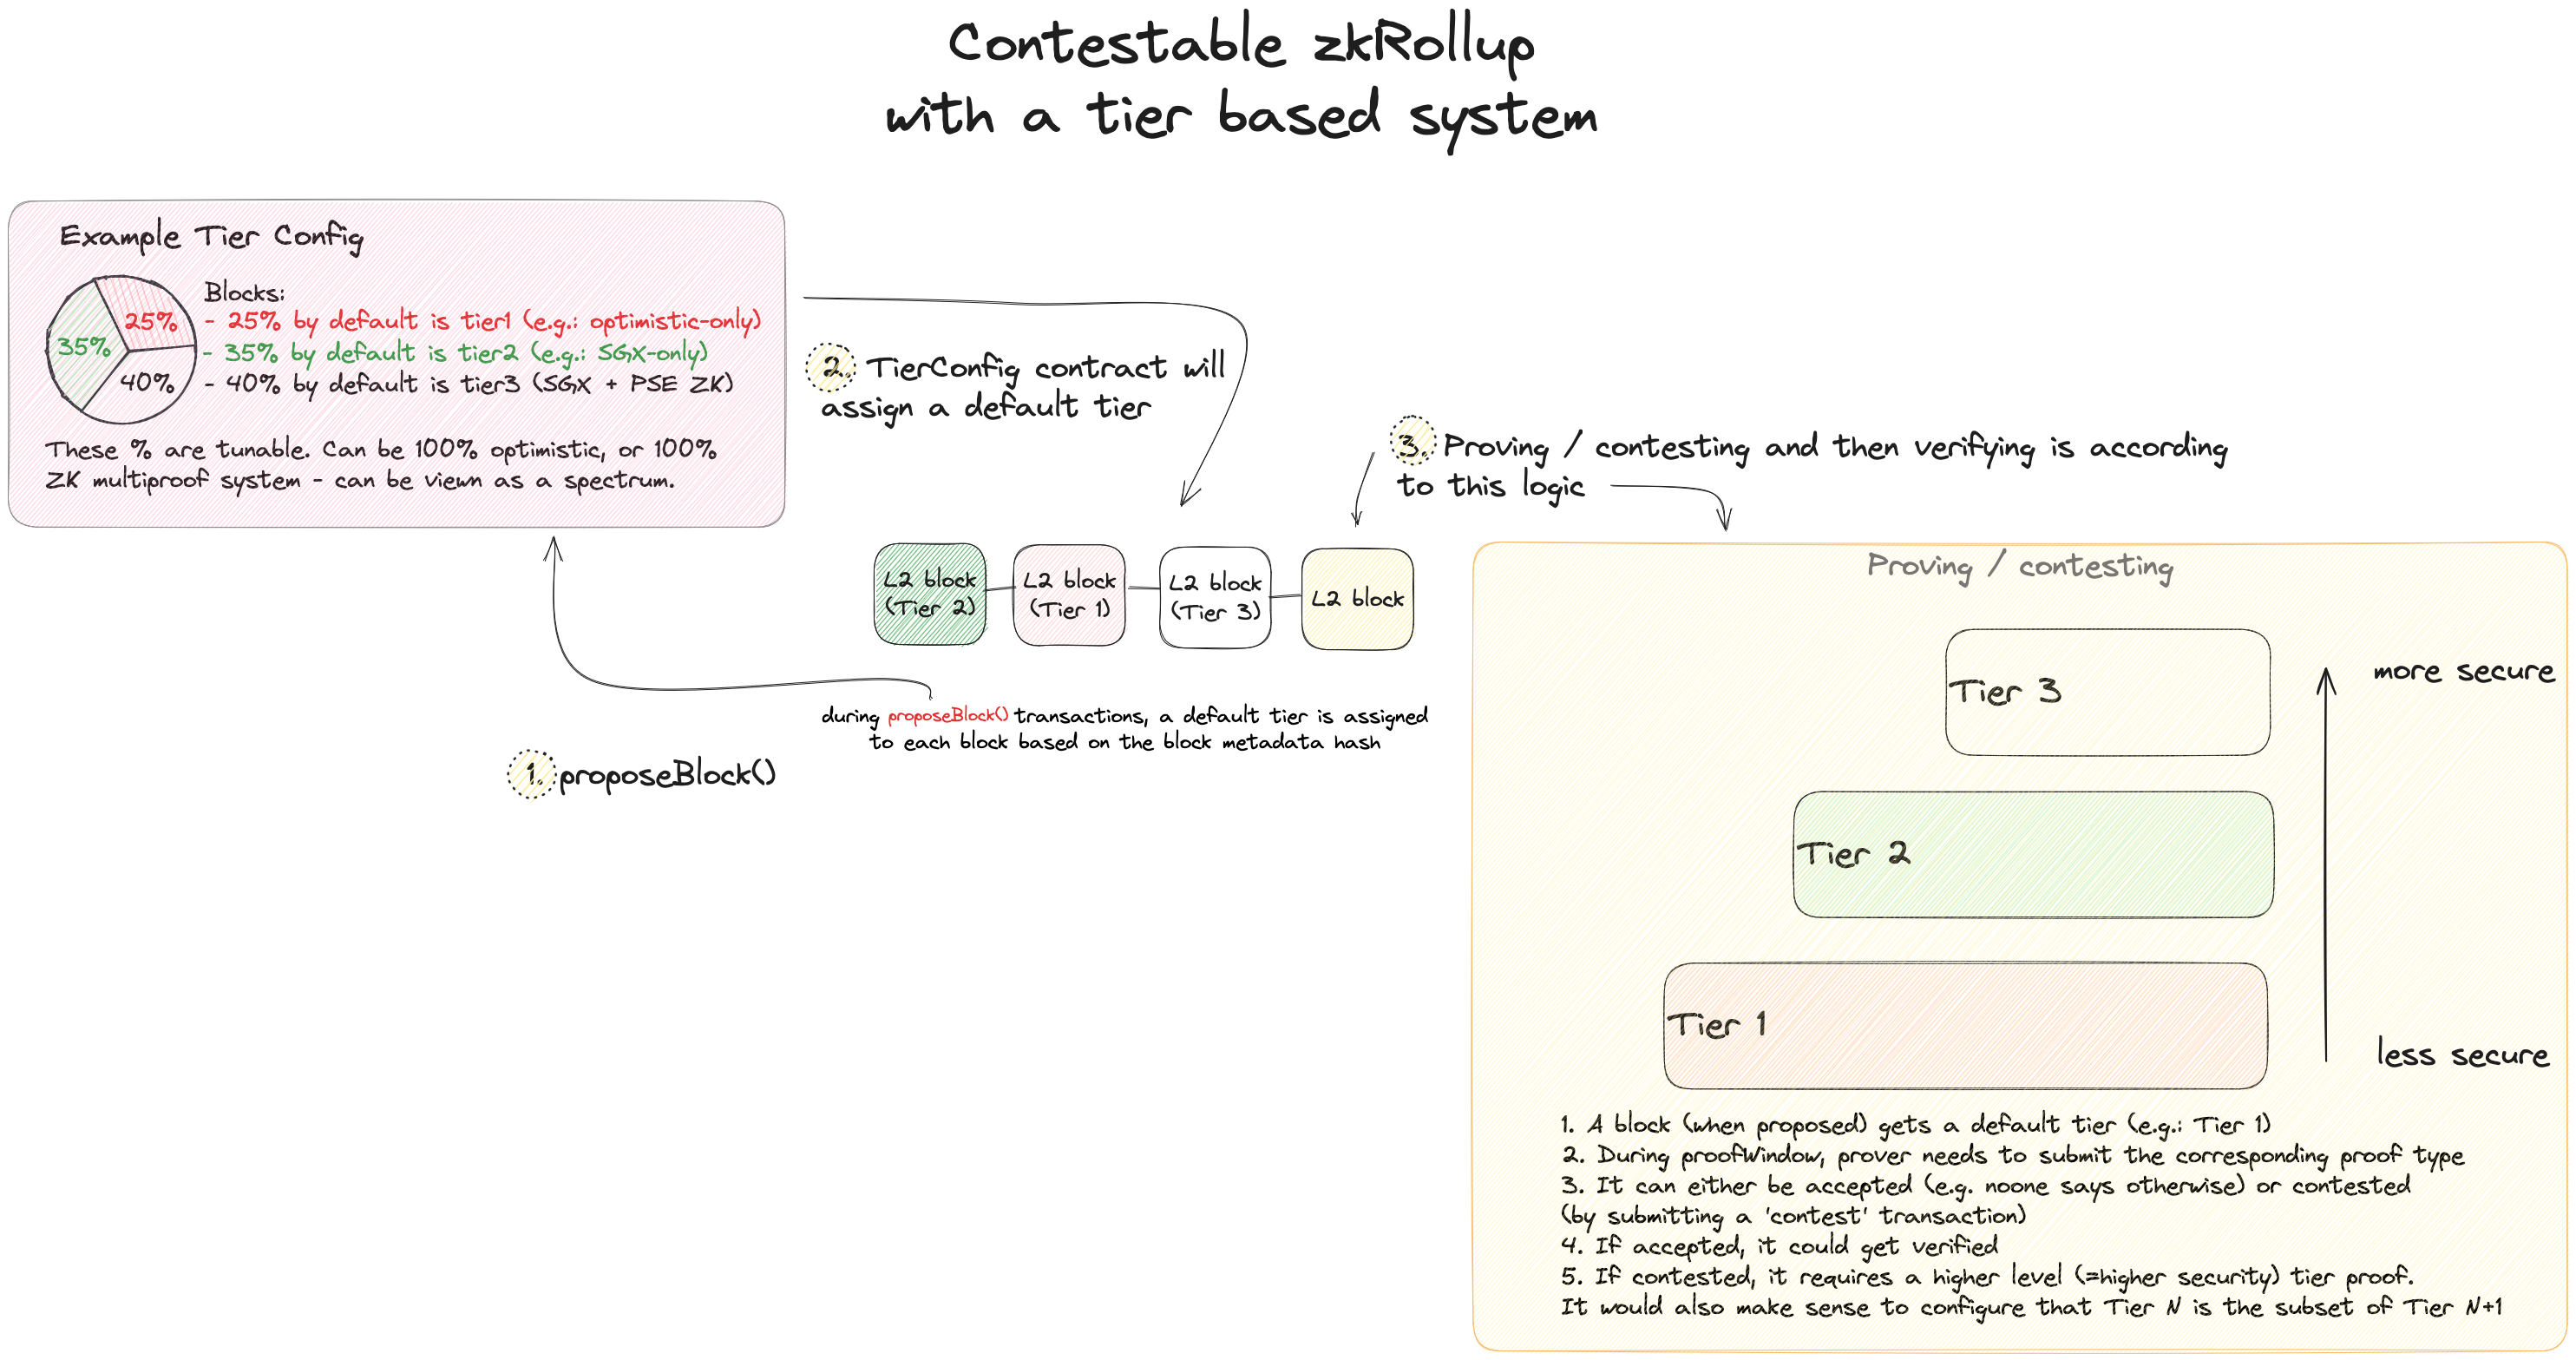 Contestable zkRollup
with a tier based system
Example Tier Config
25%
35%
40%
Blocks:
- 25% by default is tier1 (e.g.: optimistic-only)
- 35% by default is tier2 (e.g.: SGX-only)
- 40% by default is tier3 (SGX + PSE ZK)
These % are tunable. Can be 100% optimistic, or 100%
ZK multiproof system - can be viewn as a spectrum.
2. TierConfig contract will
assign a default tier
3. Proving / contesting and then verifying is according
to this logic
L2 block
(Tier 2)
L2 block
(Tier 1)
L2 block
(Tier 3)
L2 block
during proposeBlock() transactions, a default tier is assigned
to each block based on the block metadata hash
1. proposeBlock()
Proving / contesting
Tier 3
more secure
Tier 2
Tier 1
less secure
1. A block (when proposed) gets a default tier (e.g.: Tier 1)
2. During proofWindow, prover needs to submit the corresponding proof type
3. It can either be accepted (e.g. noone says otherwise) or contested
(by submitting a 'contest' transaction)
4. If accepted, it could get verified
5. If contested, it requires a higher level (=higher security) tier proof.
It would also make sense to configure that Tier N is the subset of Tier N+1